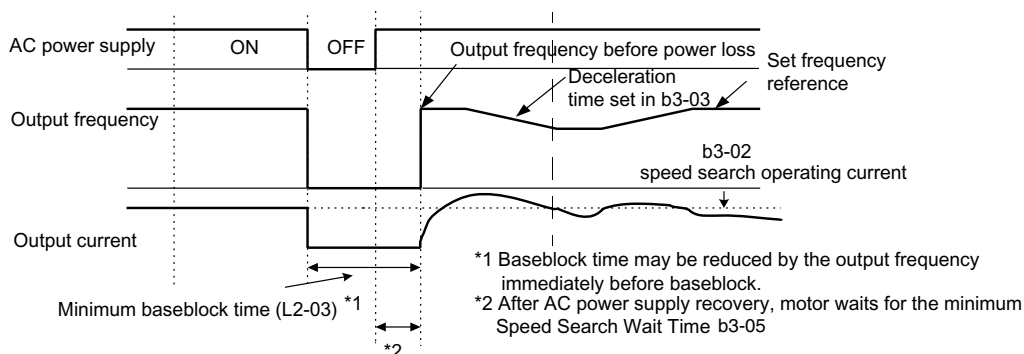 AC power supply
ON
OFF
Output frequency before power loss
Deceleration
time set in b3-03
Set frequency
reference
Output frequency
b3-02
speed search operating current
Output current
*1 Baseblock time may be reduced by the output frequency
immediately before baseblock.
Minimum baseblock time (L2-03) *1
*2 After AC power supply recovery, motor waits for the minimum
Speed Search Wait Time b3-05
*2